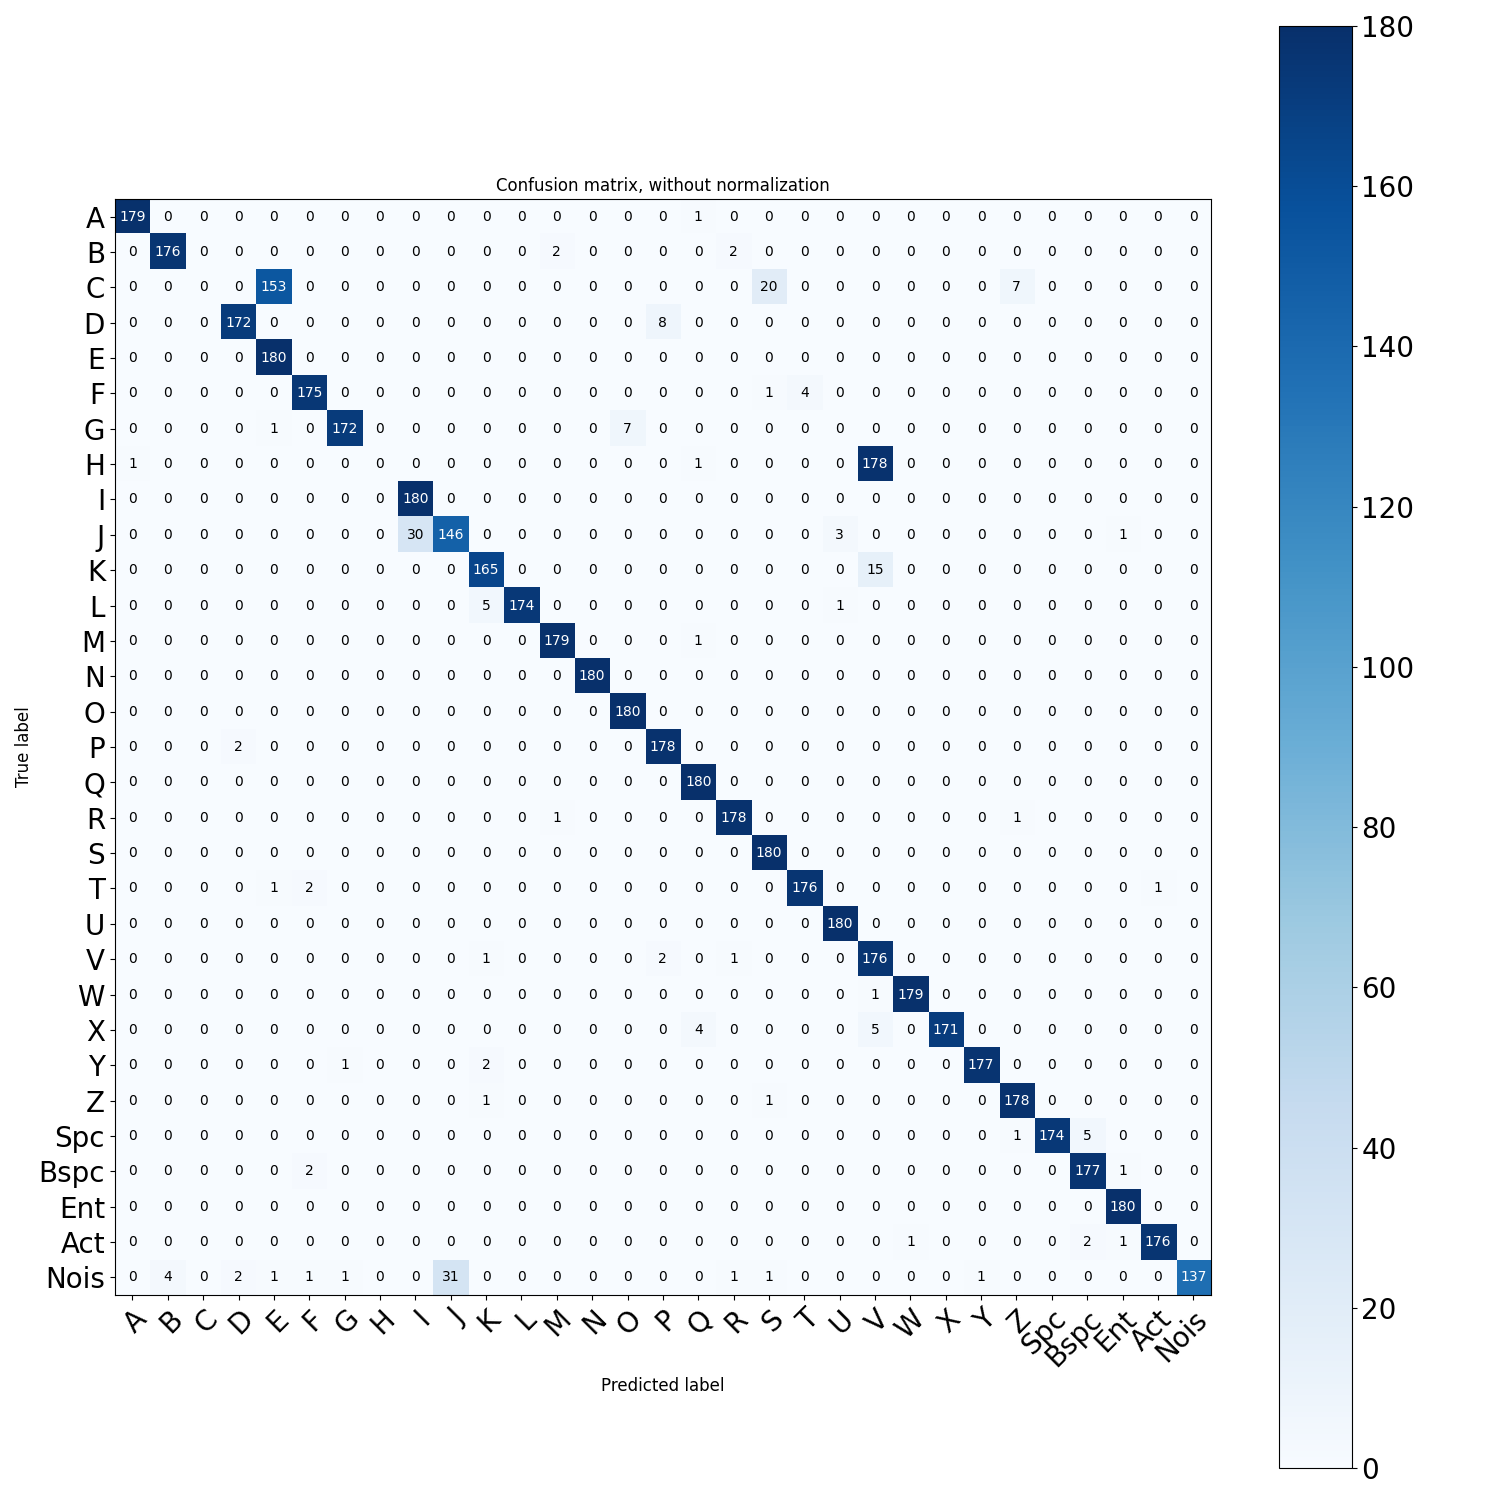 Confusion matrix, without normalization
A 179 0 0 0 0 0 0 0 0 0 0 0 0 0 0 0 1 0 0 0 0 0 0 0 0 0 0 0 0 0 0
B 0 176 0 0 0 0 0 0 0 0 0 0 2 0 0 0 0 2 0 0 0 0 0 0 0 0 0 0 0 0 0
C 0 0 0 0 153 0 0 0 0 0 0 0 0 0 0 0 0 0 20 0 0 0 0 0 0 7 0 0 0 0 0
D 0 0 0 172 0 0 0 0 0 0 0 0 0 0 0 8 0 0 0 0 0 0 0 0 0 0 0 0 0 0 0
E 0 0 0 0 180 0 0 0 0 0 0 0 0 0 0 0 0 0 0 0 0 0 0 0 0 0 0 0 0 0 0
F 0 0 0 0 0 175 0 0 0 0 0 0 0 0 0 0 0 0 1 4 0 0 0 0 0 0 0 0 0 0 0
G 0 0 0 0 1 0 172 0 0 0 0 0 0 0 7 0 0 0 0 0 0 0 0 0 0 0 0 0 0 0 0
H 1 0 0 0 0 0 0 0 0 0 0 0 0 0 0 0 1 0 0 0 0 178 0 0 0 0 0 0 0 0 0
I 0 0 0 0 0 0 0 0 180 0 0 0 0 0 0 0 0 0 0 0 0 0 0 0 0 0 0 0 0 0 0
J 0 0 0 0 0 0 0 0 30 146 0 0 0 0 0 0 0 0 0 0 3 0 0 0 0 0 0 0 1 0 0
K 0 0 0 0 0 0 0 0 0 0 165 0 0 0 0 0 0 0 0 0 0 15 0 0 0 0 0 0 0 0 0
L 0 0 0 0 0 0 0 0 0 0 5 174 0 0 0 0 0 0 0 0 1 0 0 0 0 0 0 0 0 0 0
M 0 0 0 0 0 0 0 0 0 0 0 0 179 0 0 0 1 0 0 0 0 0 0 0 0 0 0 0 0 0 0
N 0 0 0 0 0 0 0 0 0 0 0 0 0 180 0 0 0 0 0 0 0 0 0 0 0 0 0 0 0 0 0
O 0 0 0 0 0 0 0 0 0 0 0 0 0 0 180 0 0 0 0 0 0 0 0 0 0 0 0 0 0 0 0
P 0 0 0 2 0 0 0 0 0 0 0 0 0 0 0 178 0 0 0 0 0 0 0 0 0 0 0 0 0 0 0
Q 0 0 0 0 0 0 0 0 0 0 0 0 0 0 0 0 180 0 0 0 0 0 0 0 0 0 0 0 0 0 0
R 0 0 0 0 0 0 0 0 0 0 0 0 1 0 0 0 0 178 0 0 0 0 0 0 0 1 0 0 0 0 0
S 0 0 0 0 0 0 0 0 0 0 0 0 0 0 0 0 0 0 180 0 0 0 0 0 0 0 0 0 0 0 0
T 0 0 0 0 1 2 0 0 0 0 0 0 0 0 0 0 0 0 0 176 0 0 0 0 0 0 0 0 0 1 0
U 0 0 0 0 0 0 0 0 0 0 0 0 0 0 0 0 0 0 0 0 180 0 0 0 0 0 0 0 0 0 0
V 0 0 0 0 0 0 0 0 0 0 1 0 0 0 0 2 0 1 0 0 0 176 0 0 0 0 0 0 0 0 0
W 0 0 0 0 0 0 0 0 0 0 0 0 0 0 0 0 0 0 0 0 0 1 179 0 0 0 0 0 0 0 0
X 0 0 0 0 0 0 0 0 0 0 0 0 0 0 0 0 4 0 0 0 0 5 0 171 0 0 0 0 0 0 0
Y 0 0 0 0 0 0 1 0 0 0 2 0 0 0 0 0 0 0 0 0 0 0 0 0 177 0 0 0 0 0 0
Z 0 0 0 0 0 0 0 0 0 0 1 0 0 0 0 0 0 0 1 0 0 0 0 0 0 178 0 0 0 0 0
Spc 0 0 0 0 0 0 0 0 0 0 0 0 0 0 0 0 0 0 0 0 0 0 0 0 0 1 174 5 0 0 0
Bspc 0 0 0 0 0 2 0 0 0 0 0 0 0 0 0 0 0 0 0 0 0 0 0 0 0 0 0 177 1 0 0
Ent 0 0 0 0 0 0 0 0 0 0 0 0 0 0 0 0 0 0 0 0 0 0 0 0 0 0 0 0 180 0 0
Act 0 0 0 0 0 0 0 0 0 0 0 0 0 0 0 0 0 0 0 0 0 0 1 0 0 0 0 2 1 176 0
Nois 0 4 0 2 1 1 1 0 0 31 0 0 0 0 0 0 0 1 1 0 0 0 0 0 1 0 0 0 0 0 137
A B C D E F G H I J K L M N O P Q R S T U V W X Y Z Spc Bspc Ent Act Nois
Predicted label
True label
180
160
140
120
100
80
60
40
20
0